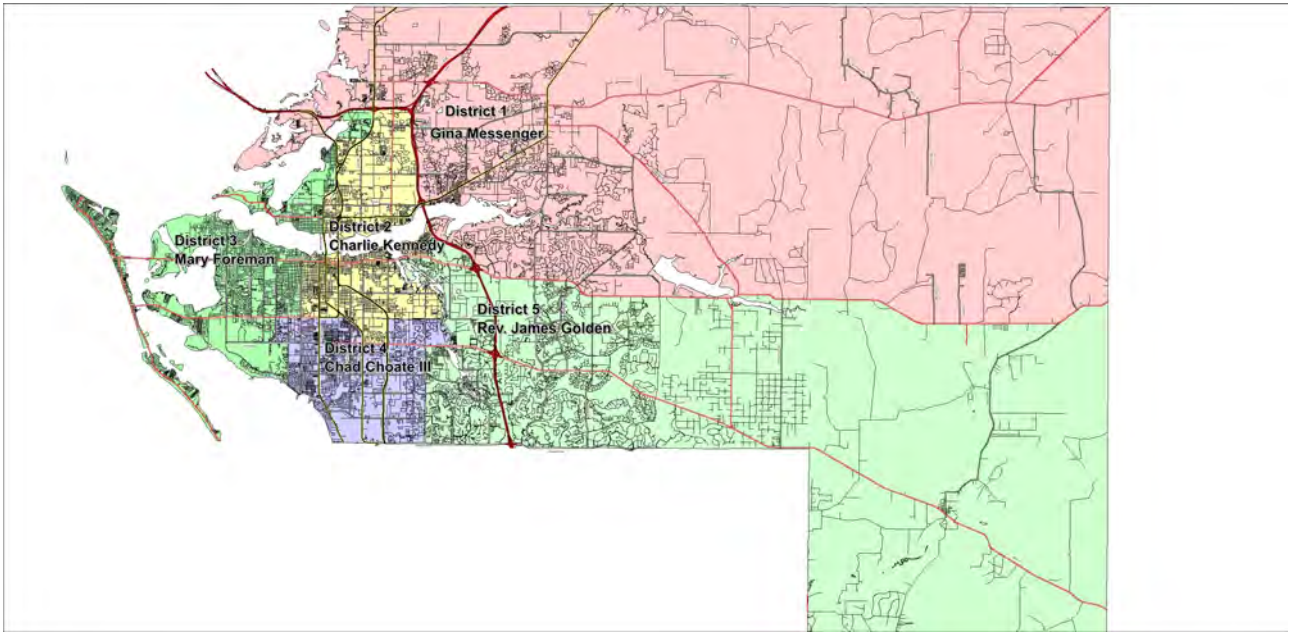 District 1
Gina Messenger
District 2
Charlie Kennedy
District 3
Mary Foreman
District 5
Rev. James Golden
District 4
Chad Choate III